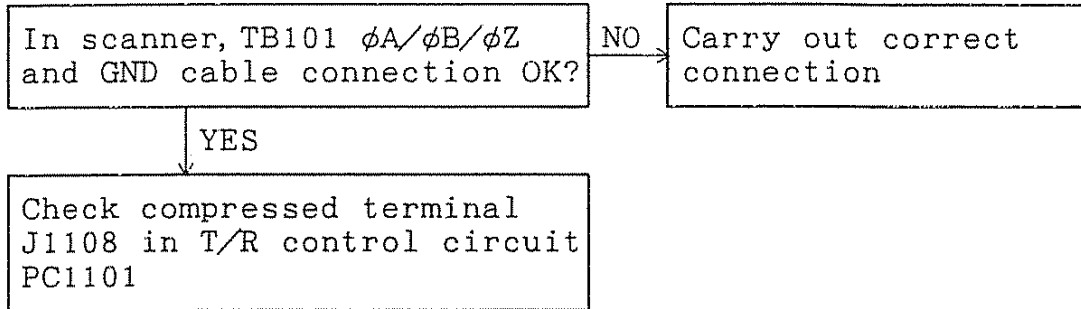 In scanner, TB101 φA/φB/φZ
and GND cable connection OK?
NO
Carry out correct
connection
YES
Check compressed terminal
J1108 in T/R control circuit
PC1101